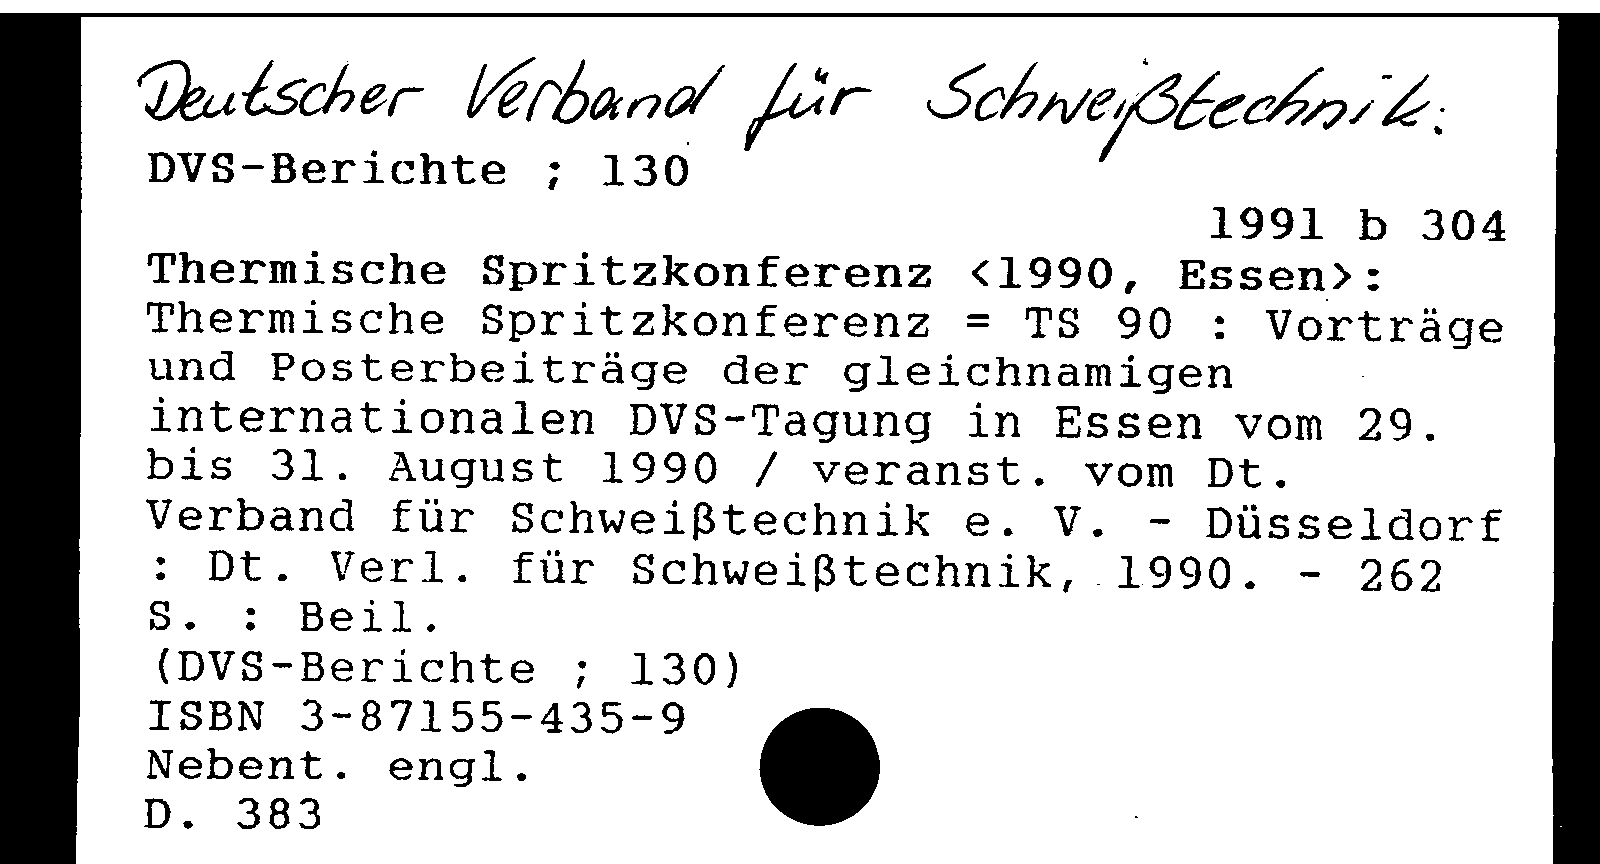 Deutscher Verband für Schweißtechnik:
DVS-Berichte ; 130
1991 b 304
Thermische Spritzkonferenz <1990, Essen>:
Thermische Spritzkonferenz = TS 90 : Vorträge
und Posterbeiträge der gleichnamigen
internationalen DVS-Tagung in Essen vom 29.
bis 31. August 1990 / veranst. vom Dt.
Verband für Schweißtechnik e. V. - Düsseldorf
: Dt. Verl. für Schweißtechnik, 1990. - 262
S. : Beil.
(DVS-Berichte ; 130)
ISBN 3-87155-435-9
Nebent. engl.
D. 383